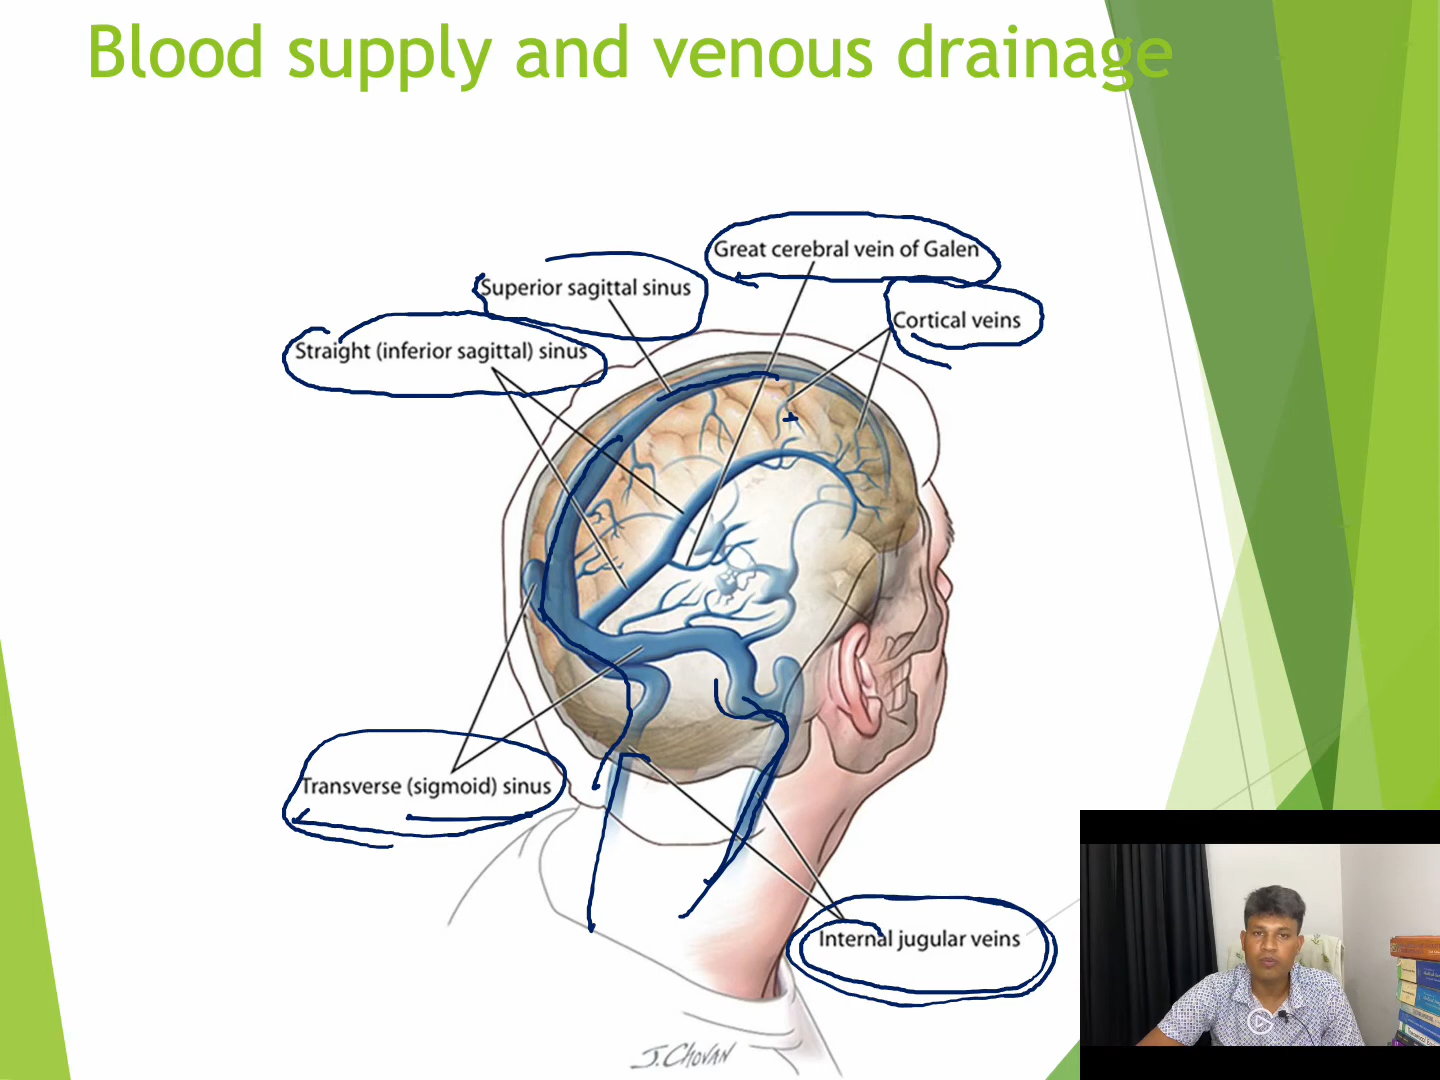 Blood supply and venous drainage
Great cerebral vein of Galen
Superior sagittal sinus
Cortical veins
Straight (inferior sagittal) sinus
Transverse (sigmoid) sinus
Internal jugular veins
J. CHOVAN